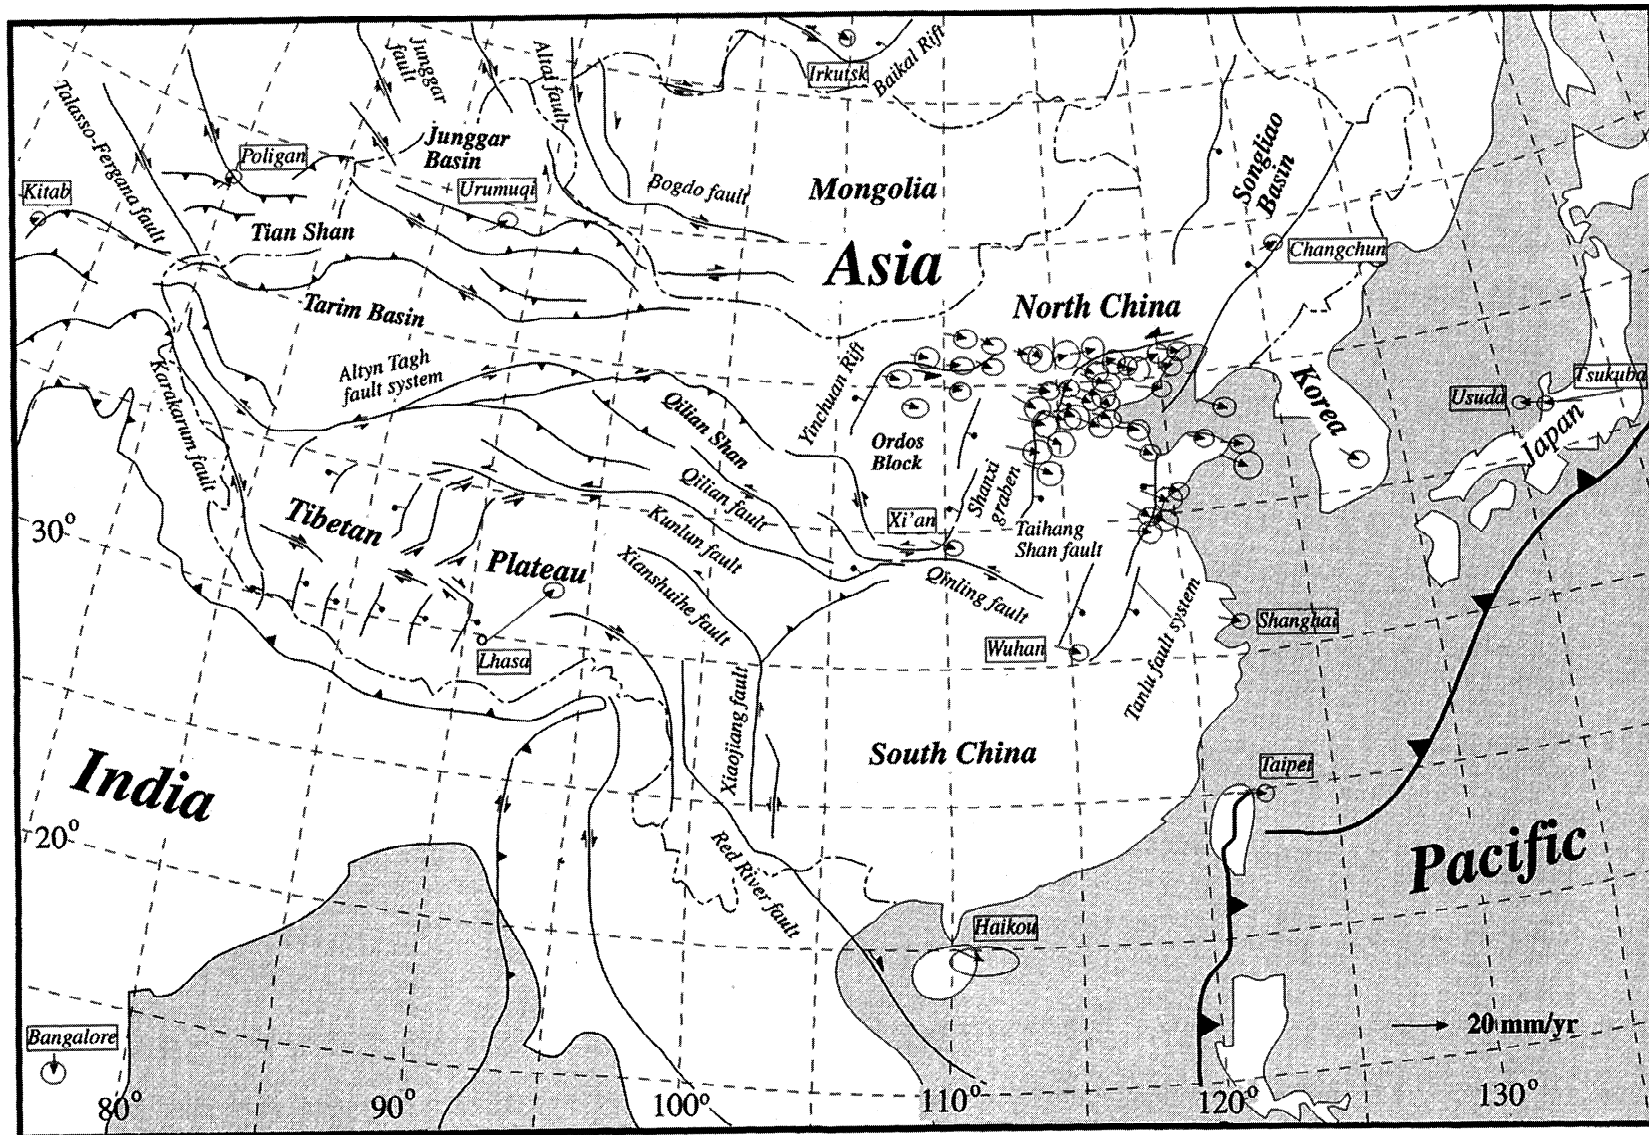 Irkutsk
Baikal Rift
Junggar
fault
Altai fault
Talasso-Fergana fault
Junggar
Basin
Poligan
Kitab
Urumuqi
Bogdo fault
Mongolia
Songliao
Basin
Tian Shan
Asia
Changchun
Tarim Basin
North China
Altyn Tagh
fault system
Karakarum fault
Yinchuan Rift
Qilian Shan
Korea
Usuda
Tsukuba
Japan
Ordos
Block
Shanxi
graben
Qilian fault
30°
Tibetan
Plateau
Kunlun fault
Xi'an
Taihang
Shan fault
Xianshuihe fault
Qinling fault
Tanlu fault system
Shanghai
Wuhan
Lhasa
Xiaojiang fault
South China
India
Taipei
20°
Red River fault
Pacific
Haikou
20 mm/yr
Bangalore
80°
90°
100°
110°
120°
130°